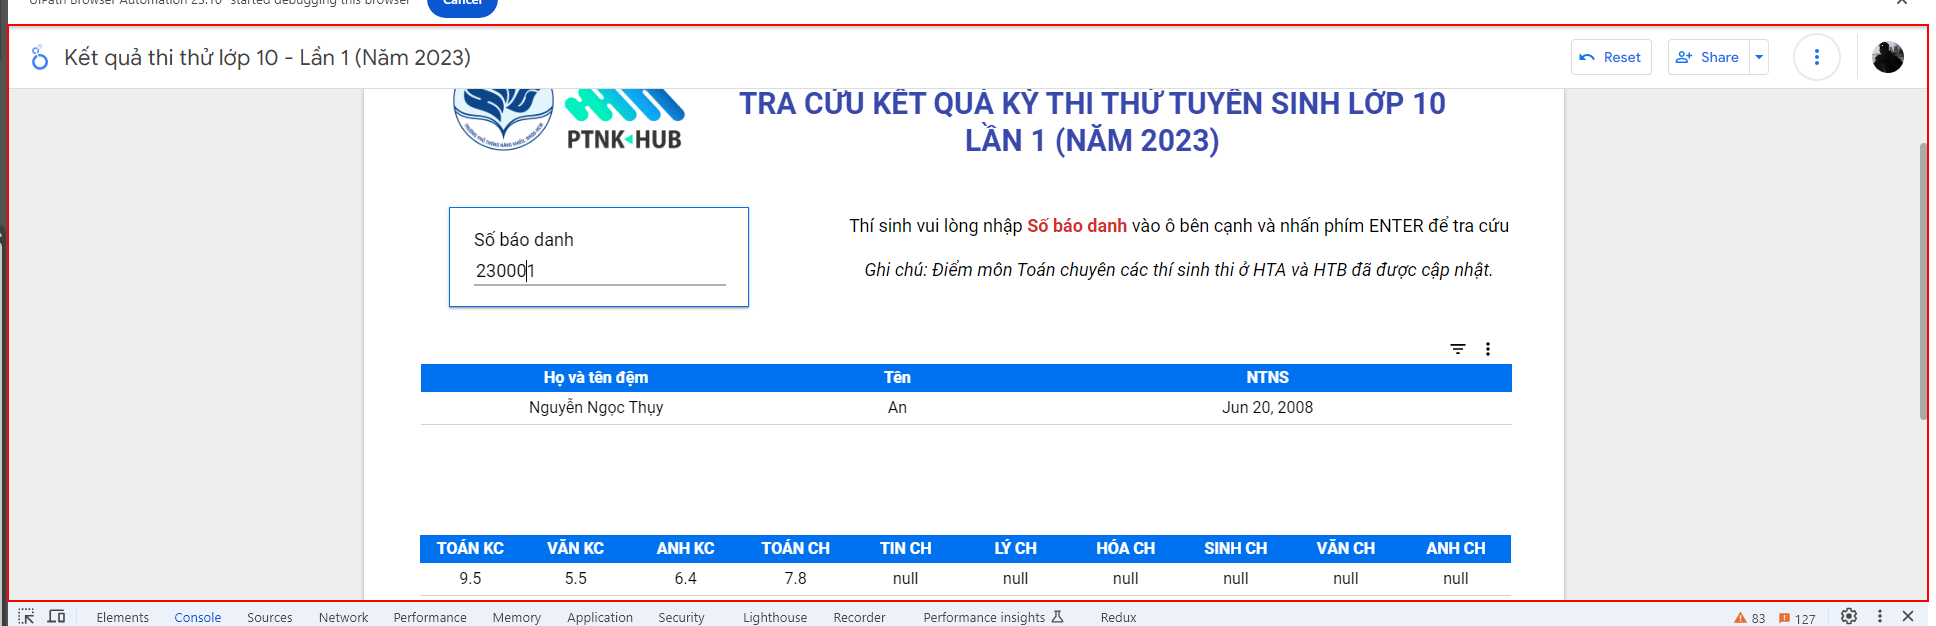 UiPath Browser Automation 23.10" started debugging this browser
Cancel
Kết quả thi thử lớp 10 - Lần 1 (Năm 2023)
Reset
Share
TRƯỜNG PHỔ THÔNG NĂNG KHIẾU, ĐHQG-HCM
PTNK HUB
TRA CỨU KẾT QUẢ KỲ THI THỬ TUYỂN SINH LỚP 10
LẦN 1 (NĂM 2023)
Số báo danh
230001
Thí sinh vui lòng nhập Số báo danh vào ô bên cạnh và nhấn phím ENTER để tra cứu
Ghi chú: Điểm môn Toán chuyên các thí sinh thi ở HTA và HTB đã được cập nhật.
Họ và tên đệm Tên NTNS
Nguyễn Ngọc Thụy An Jun 20, 2008
TOÁN KC VĂN KC ANH KC TOÁN CH TIN CH LÝ CH HÓA CH SINH CH VĂN CH ANH CH
9.5 5.5 6.4 7.8 null null null null null null
Elements Console Sources Network Performance Memory Application Security Lighthouse Recorder Performance insights Redux 83 127